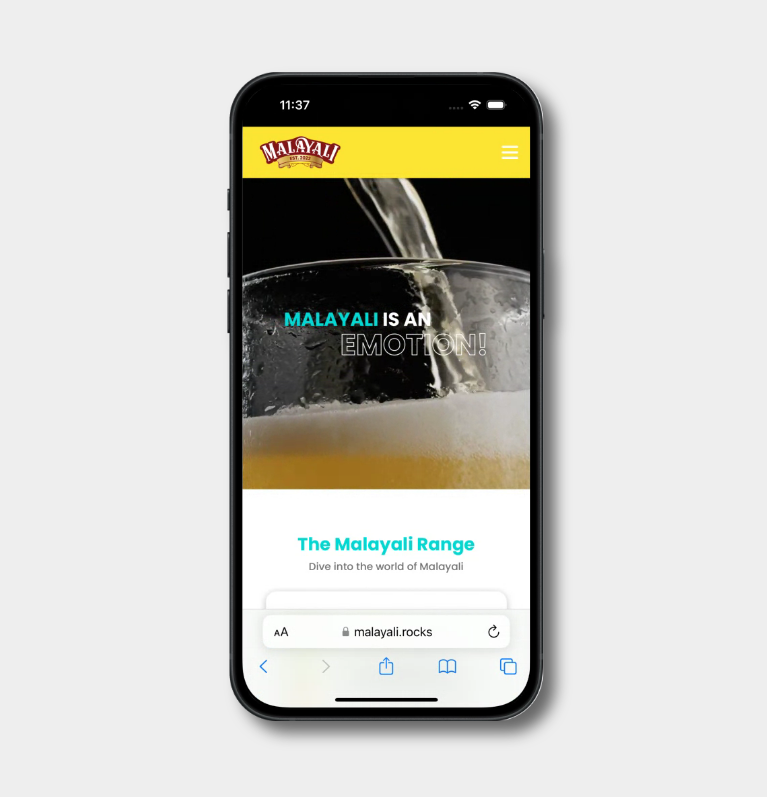 11:37
MALAYALI
EST. 2022
MALAYALI IS AN
EMOTION!
The Malayali Range
Dive into the world of Malayali
AA
malayali.rocks